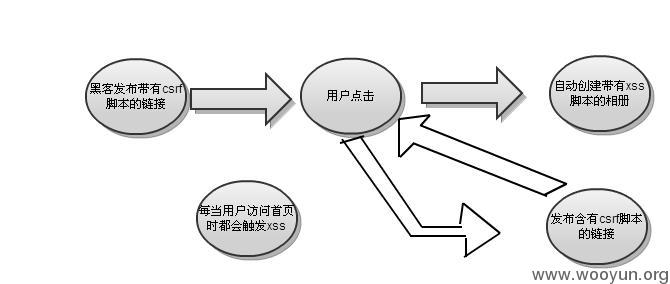 黑客发布带有csrf
脚本的链接
用户点击
自动创建带有xss
脚本的相册
每当用户访问首页
时都会触发xss
发布含有csrf脚本
的链接
www.wooyun.org